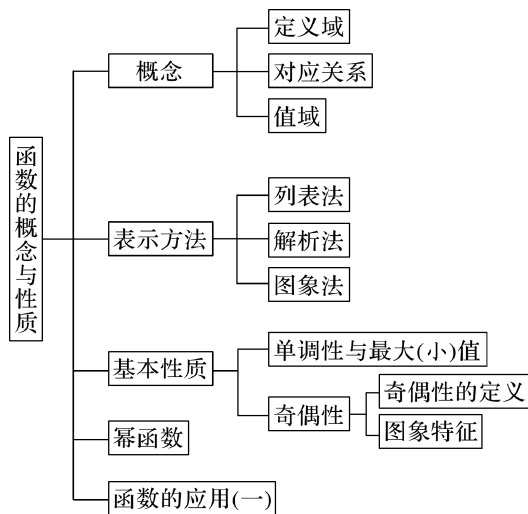 函数的概念与性质
概念
定义域
对应关系
值域
表示方法
列表法
解析法
图象法
基本性质
单调性与最大(小)值
奇偶性
奇偶性的定义
图象特征
幂函数
函数的应用(一)